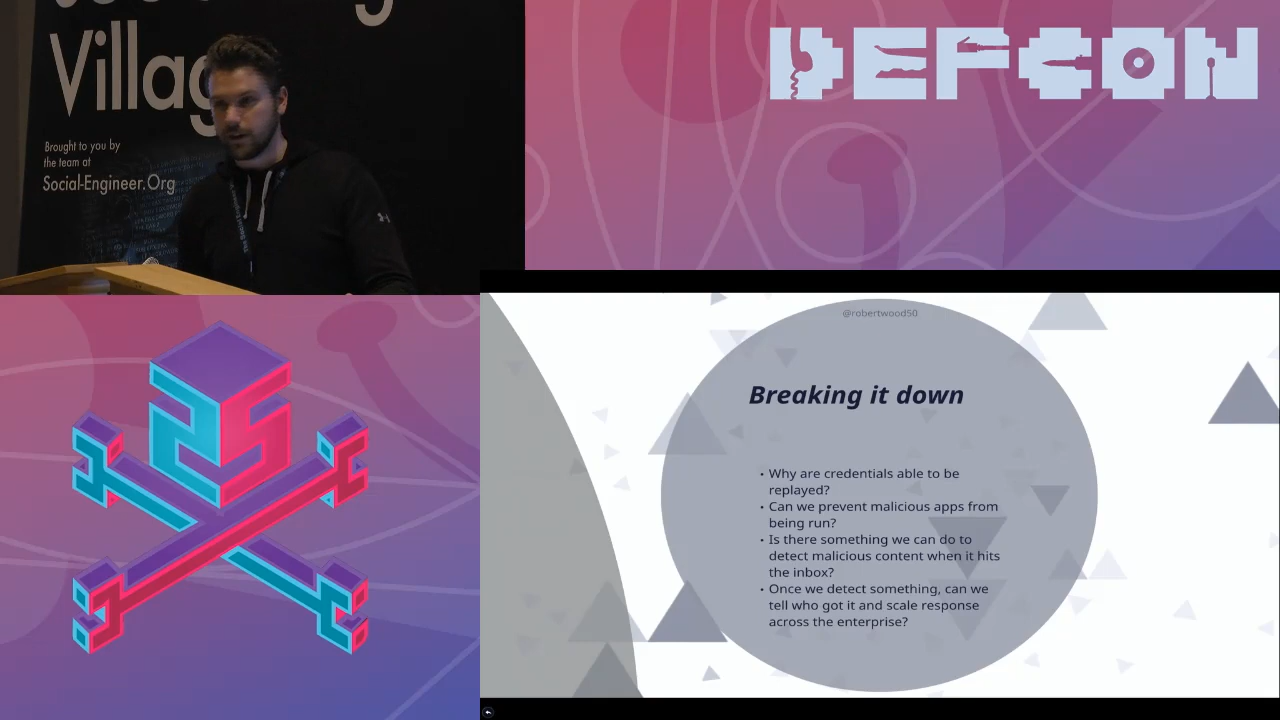 Village
Brought to you by
the team at
Social-Engineer.Org
DEFCON
@robertwood50
Breaking it down
• Why are credentials able to be
replayed?
• Can we prevent malicious apps from
being run?
• Is there something we can do to
detect malicious content when it hits
the inbox?
• Once we detect something, can we
tell who got it and scale response
across the enterprise?